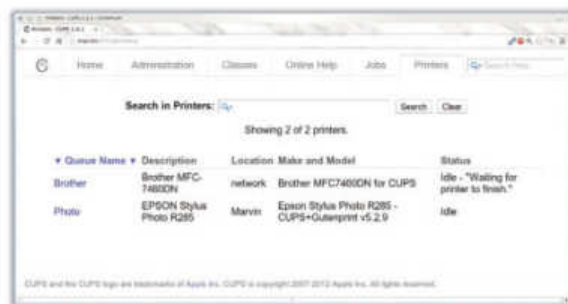 Home Administration Classes Online Help Jobs Printers Search Help
Search in Printers: Search Clear
Showing 2 of 2 printers.
▼ Queue Name ▼ Description Location Make and Model Status
Brother Brother MFC-7460DN network Brother MFC7460DN for CUPS Idle - "Waiting for printer to finish."
Photo EPSON Stylus Photo R285 Marvin Epson Stylus Photo R285 - CUPS+Gutenprint v5.2.9 Idle
CUPS and the CUPS logo are trademarks of Apple Inc. CUPS is copyright 2007-2012 Apple Inc. All rights reserved.